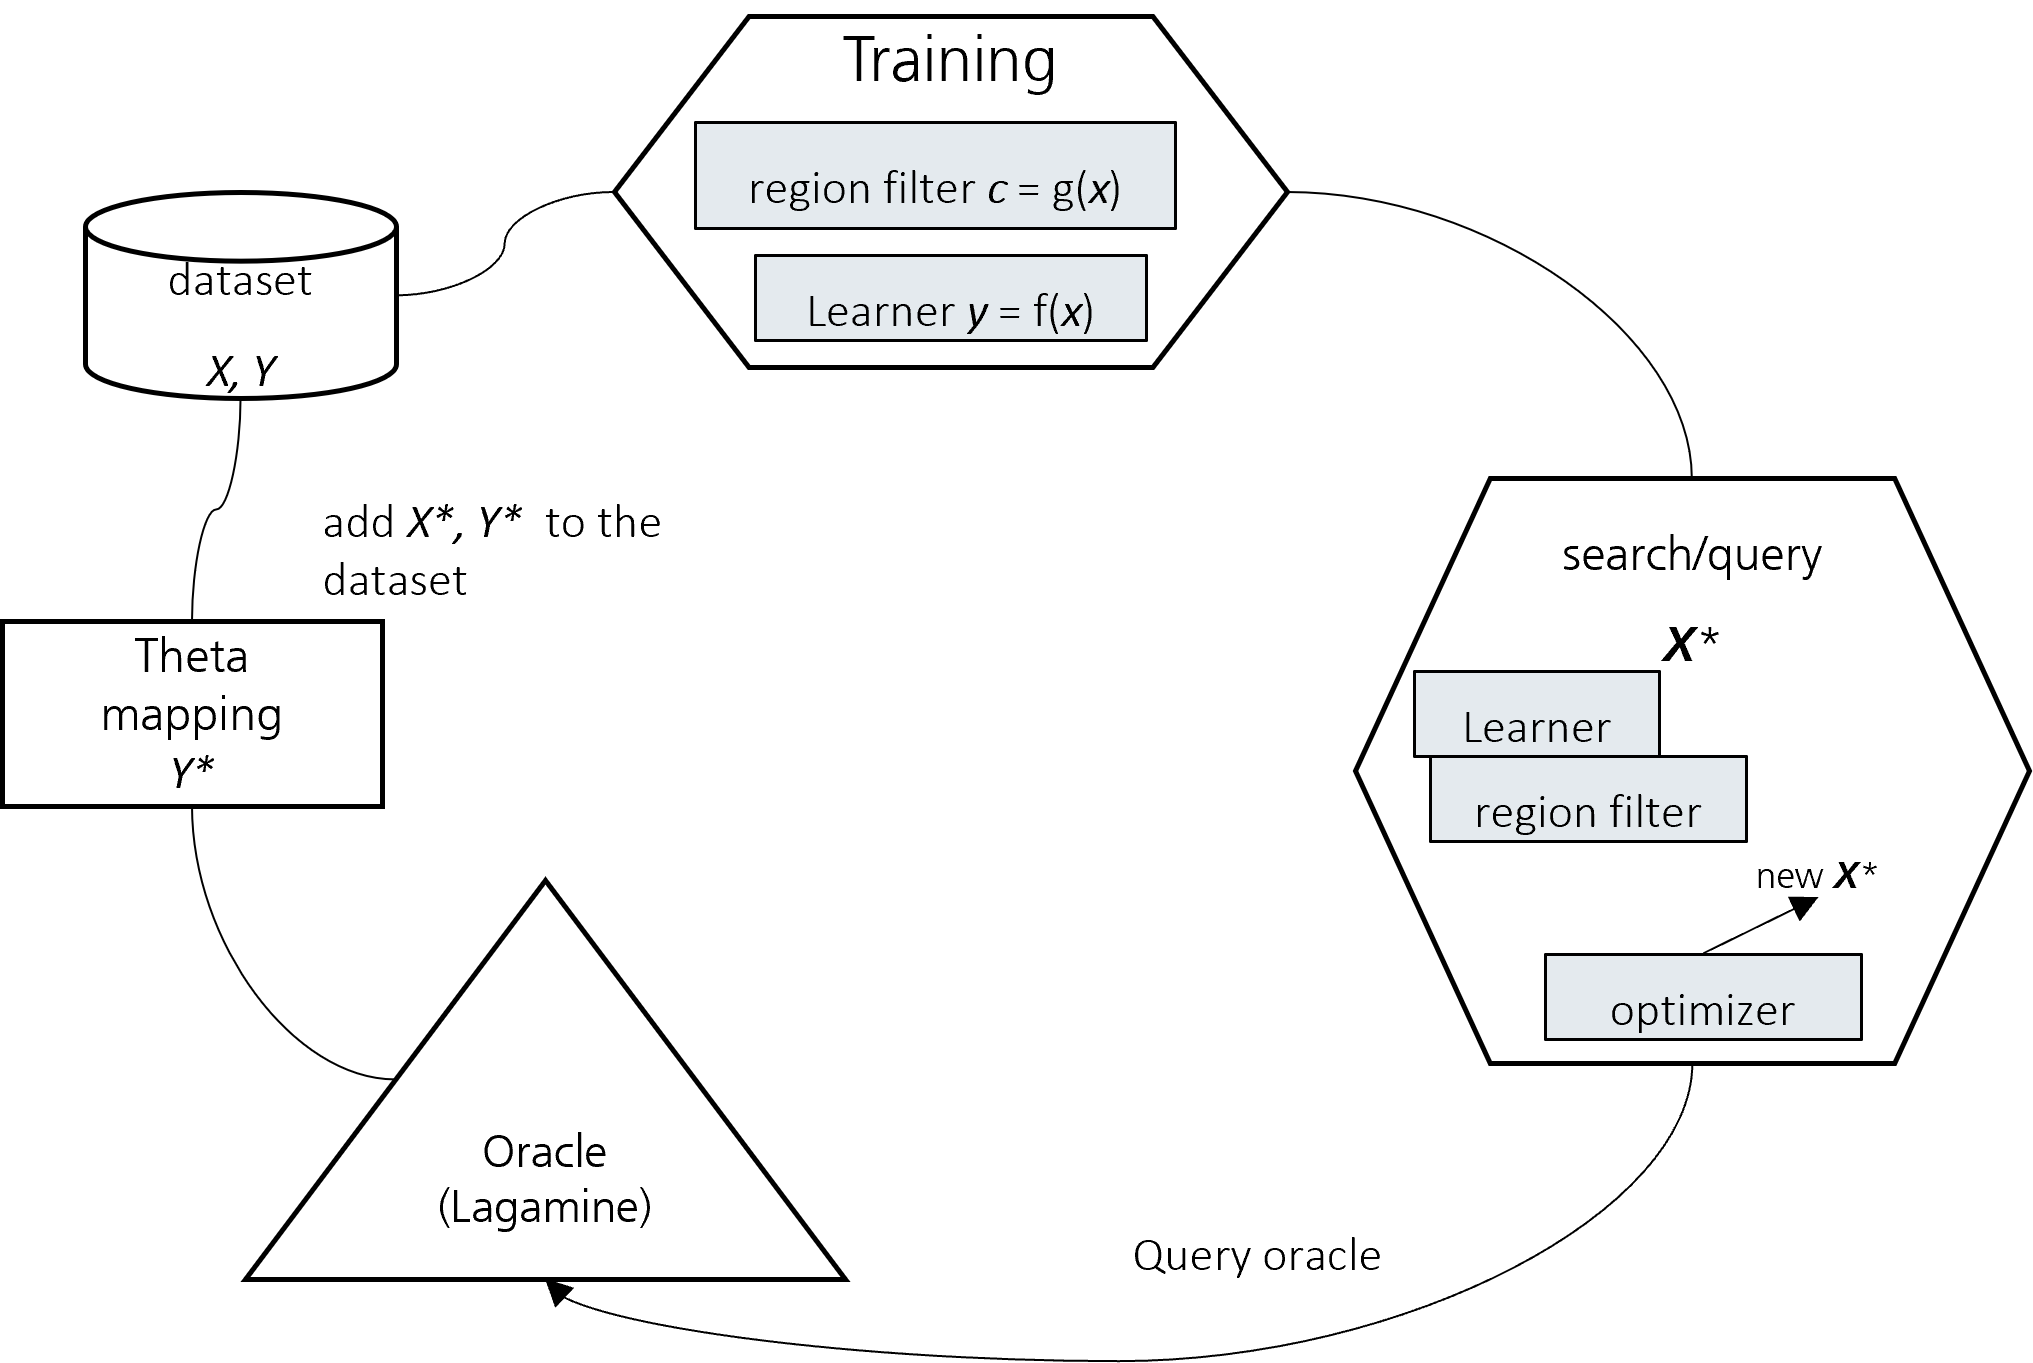 Training
region filter c = g(x)
Learner y = f(x)
dataset
X, Y
add X*, Y* to the
dataset
Theta
mapping
Y*
search/query
X*
Learner
region filter
new X*
optimizer
Oracle
(Lagamine)
Query oracle